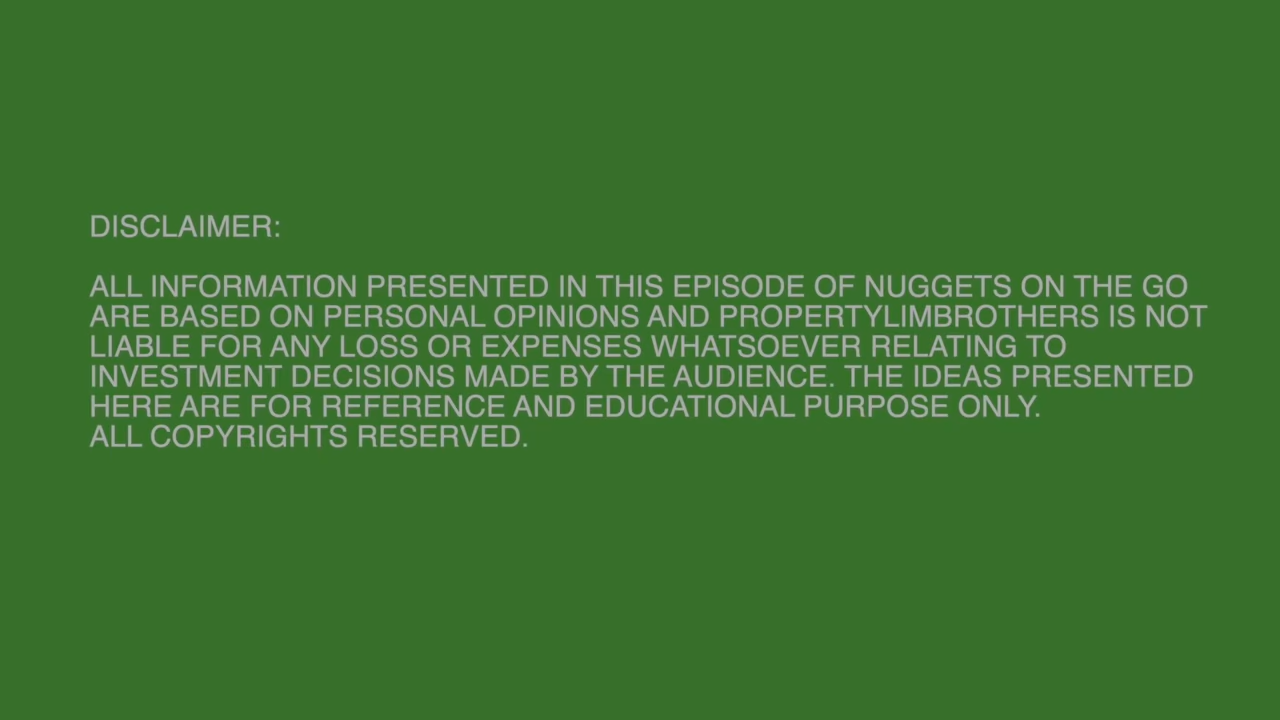 DISCLAIMER:
ALL INFORMATION PRESENTED IN THIS EPISODE OF NUGGETS ON THE GO
ARE BASED ON PERSONAL OPINIONS AND PROPERTYLIMBROTHERS IS NOT
LIABLE FOR ANY LOSS OR EXPENSES WHATSOEVER RELATING TO
INVESTMENT DECISIONS MADE BY THE AUDIENCE. THE IDEAS PRESENTED
HERE ARE FOR REFERENCE AND EDUCATIONAL PURPOSE ONLY.
ALL COPYRIGHTS RESERVED.